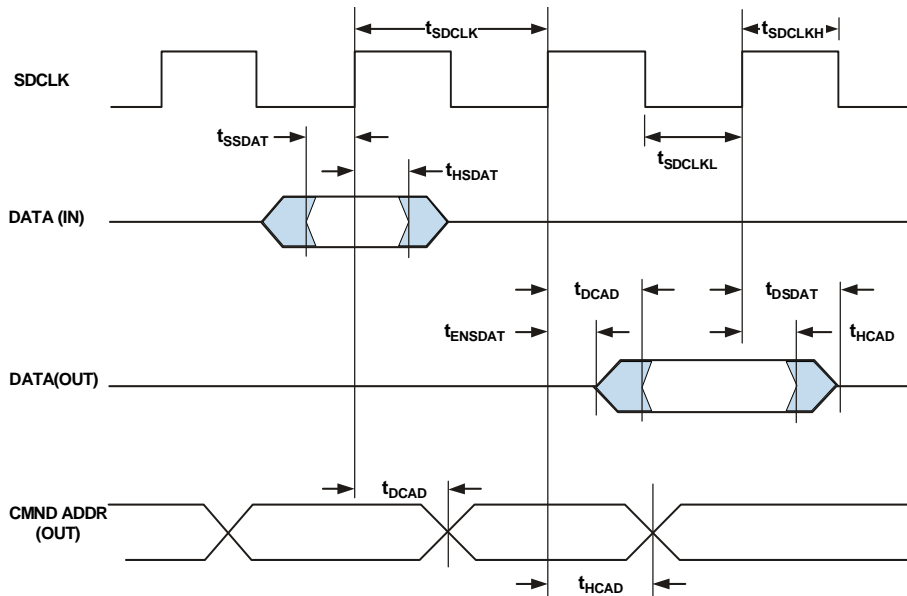 tSDCLK
tSDCLKH
SDCLK
tSSDAT
tHSDAT
tSDCLKL
DATA (IN)
tDCAD
tDSDAT
tENSDAT
tHCAD
DATA(OUT)
tDCAD
CMND ADDR
(OUT)
tHCAD